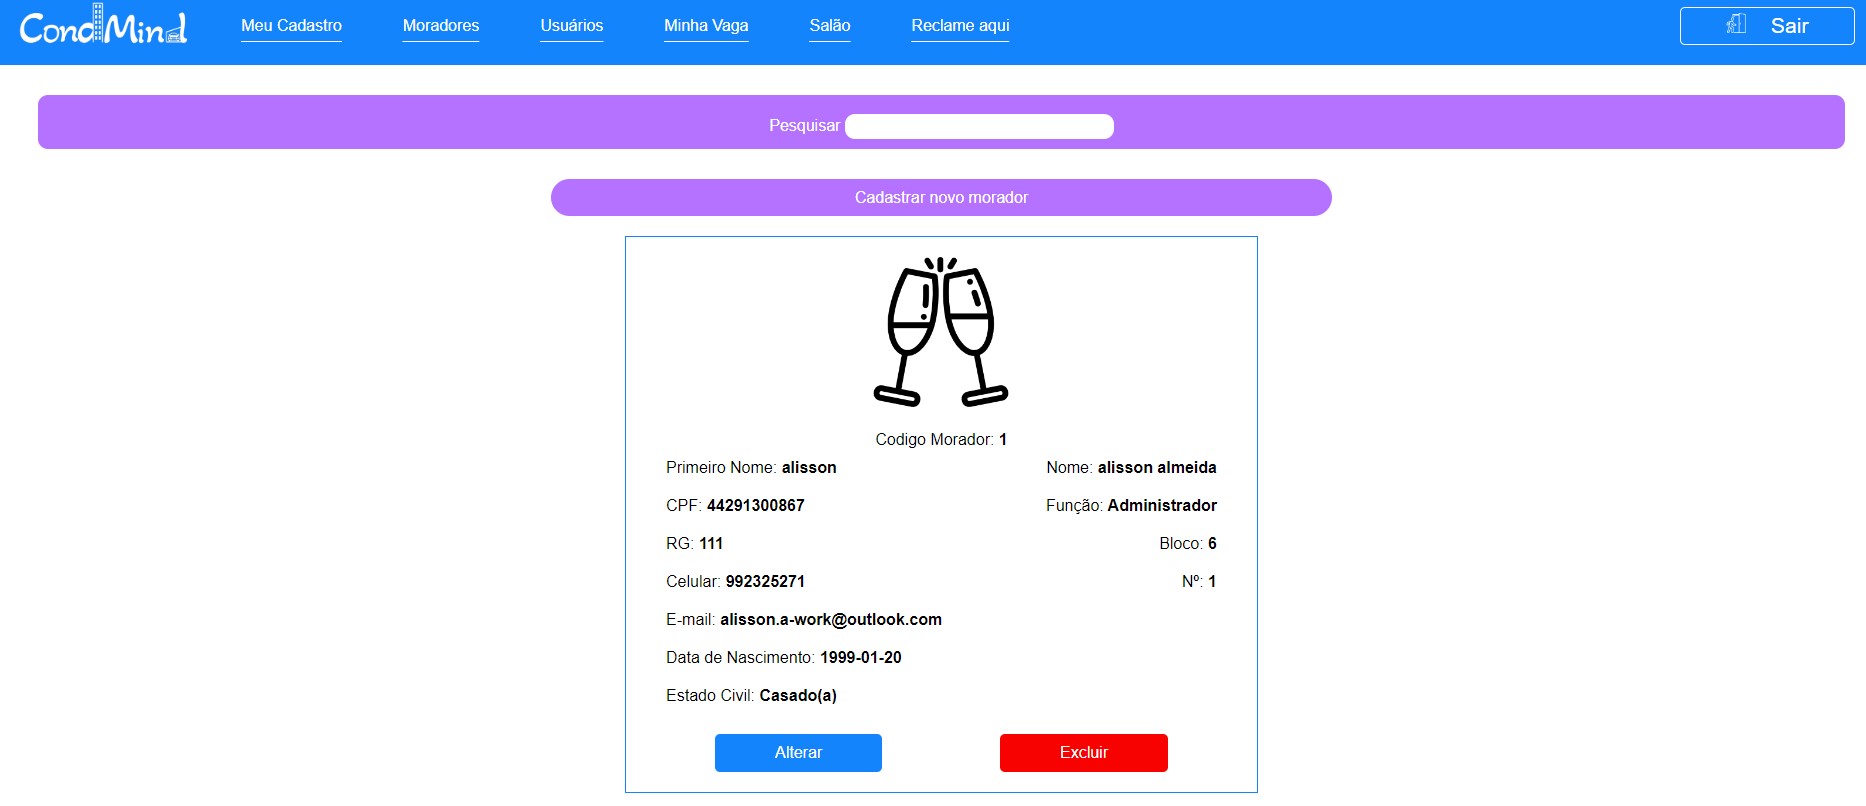 CondMind Meu Cadastro Moradores Usuários Minha Vaga Salão Reclame aqui Sair
Pesquisar
Cadastrar novo morador
Codigo Morador: 1
Primeiro Nome: alisson Nome: alisson almeida
CPF: 44291300867 Função: Administrador
RG: 111 Bloco: 6
Celular: 992325271 Nº: 1
E-mail: alisson.a-work@outlook.com
Data de Nascimento: 1999-01-20
Estado Civil: Casado(a)
Alterar Excluir